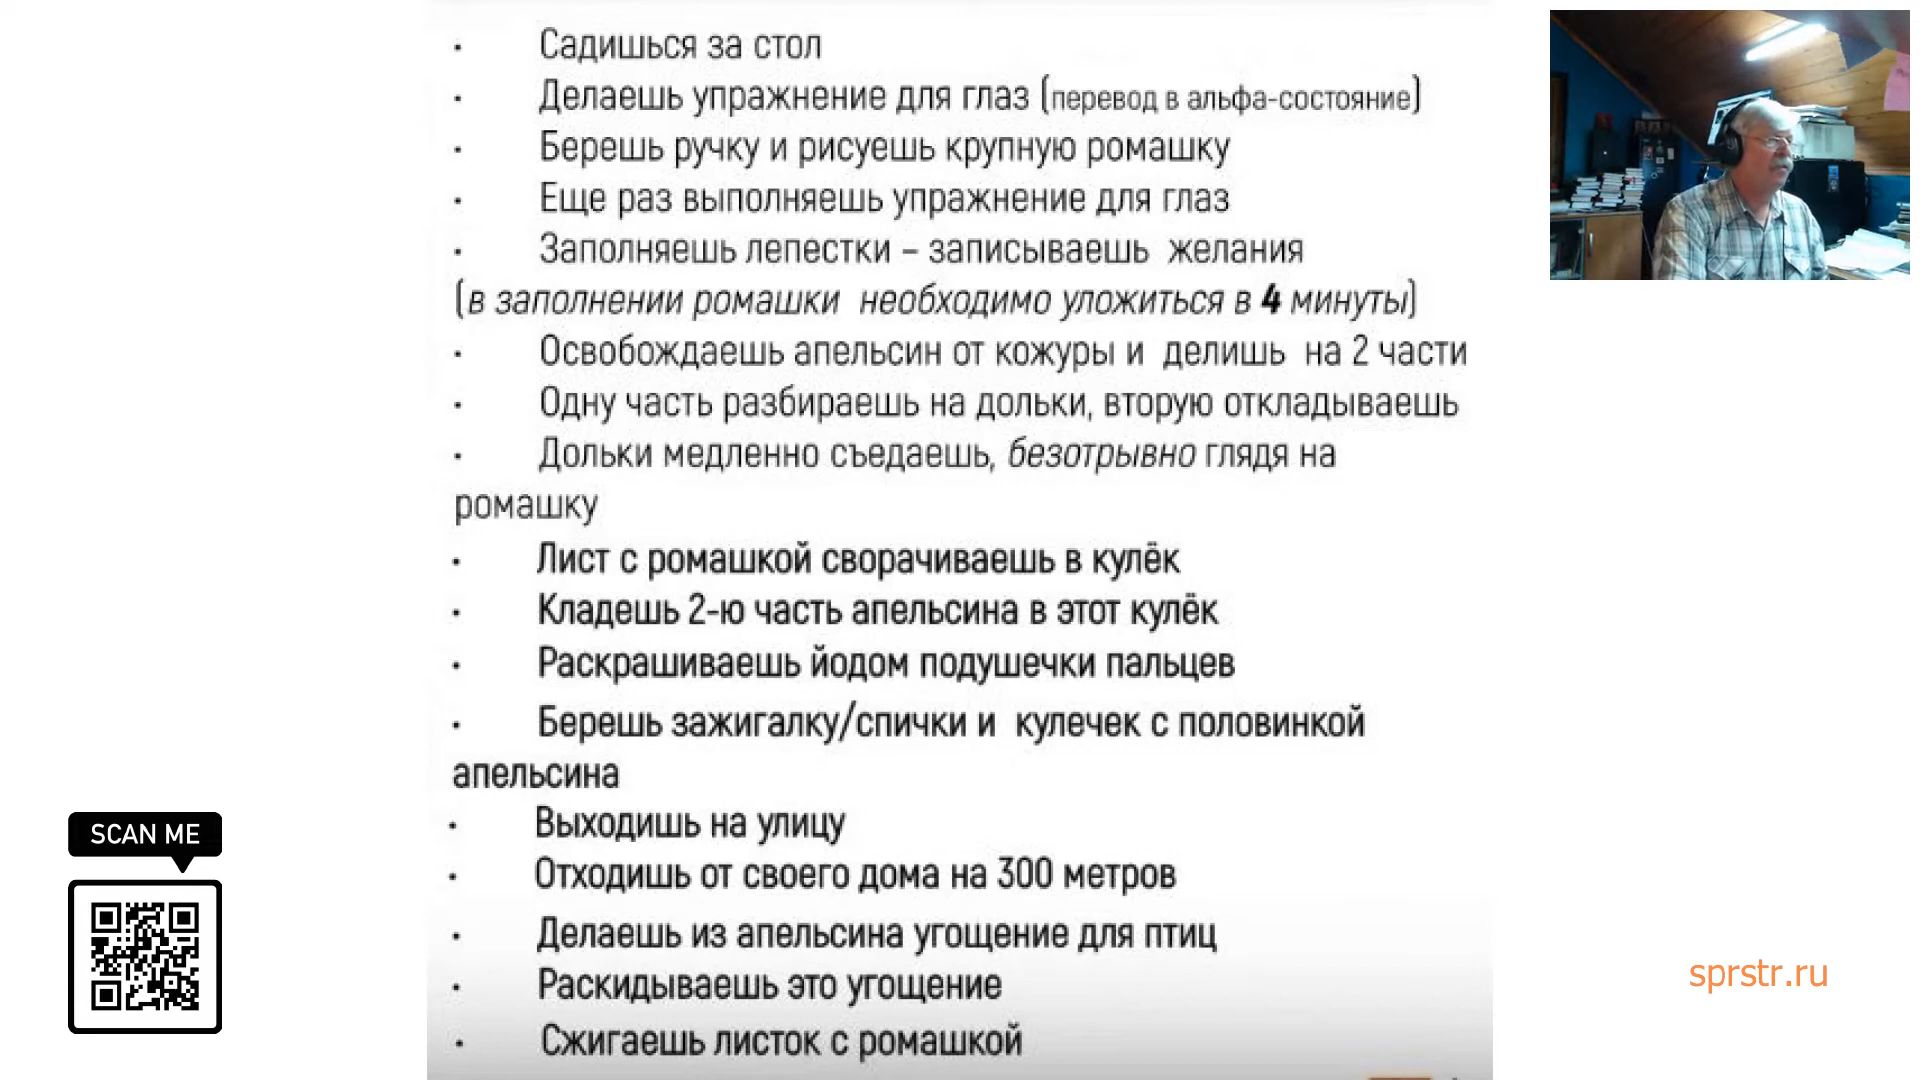 • Садишься за стол
• Делаешь упражнение для глаз (перевод в альфа-состояние)
• Берешь ручку и рисуешь крупную ромашку
• Еще раз выполняешь упражнение для глаз
• Заполняешь лепестки – записываешь желания
(в заполнении ромашки необходимо уложиться в 4 минуты)
• Освобождаешь апельсин от кожуры и делишь на 2 части
• Одну часть разбираешь на дольки, вторую откладываешь
• Дольки медленно съедаешь, безотрывно глядя на
ромашку
• Лист с ромашкой сворачиваешь в кулёк
• Кладешь 2-ю часть апельсина в этот кулёк
• Раскрашиваешь йодом подушечки пальцев
• Берешь зажигалку/спички и кулечек с половинкой
апельсина
• Выходишь на улицу
• Отходишь от своего дома на 300 метров
• Делаешь из апельсина угощение для птиц
• Раскидываешь это угощение
• Сжигаешь листок с ромашкой
SCAN ME
sprstr.ru